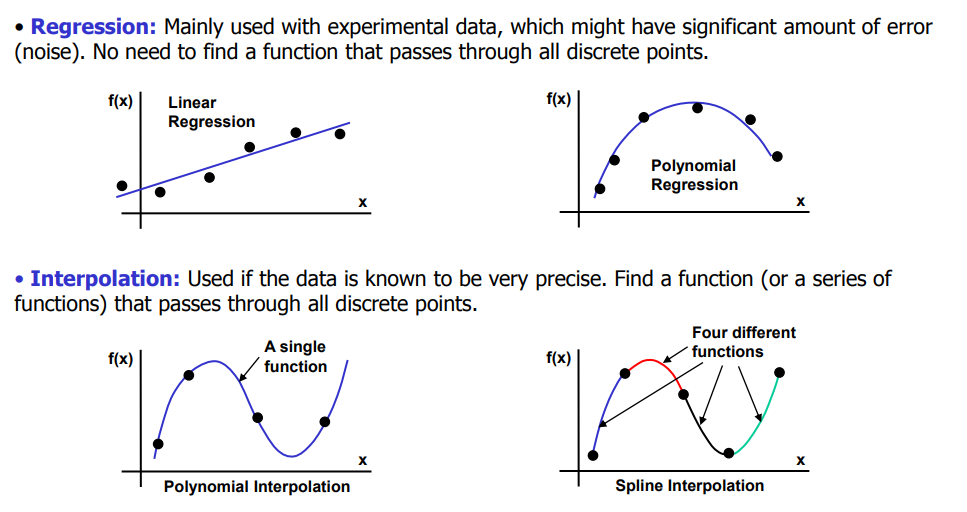 • Regression: Mainly used with experimental data, which might have significant amount of error
(noise). No need to find a function that passes through all discrete points.
f(x)
Linear
Regression
x
f(x)
Polynomial
Regression
x
• Interpolation: Used if the data is known to be very precise. Find a function (or a series of
functions) that passes through all discrete points.
f(x)
A single
function
x
Polynomial Interpolation
f(x)
Four different
functions
x
Spline Interpolation